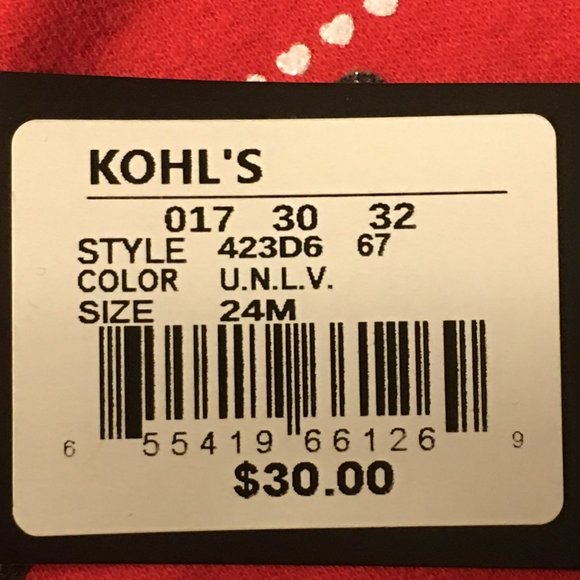 KOHL'S
017 30 32
STYLE 423D6 67
COLOR U.N.L.V.
SIZE 24M
6 55419 66126 9
$30.00